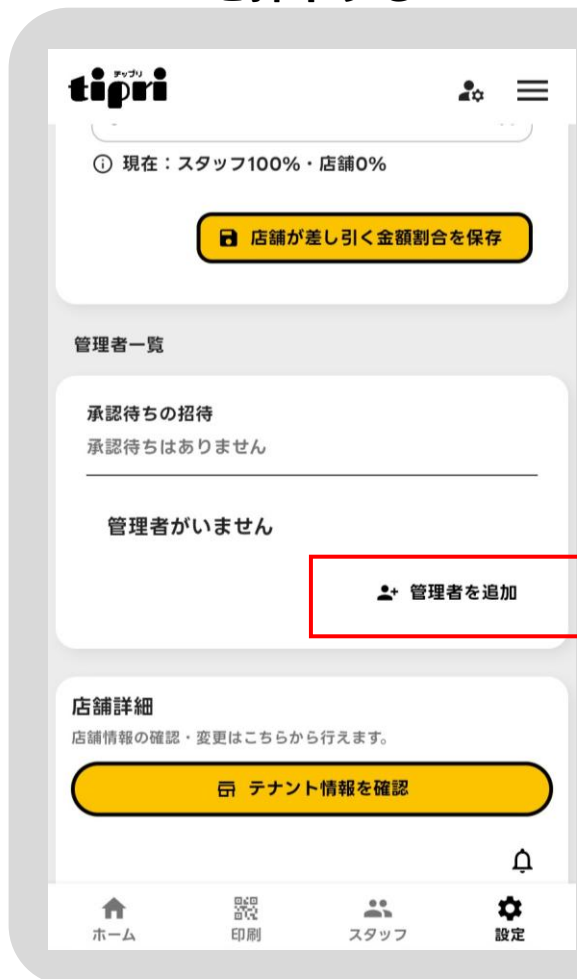 チップリ
tipri
現在：スタッフ100%・店舗0%
店舗が差し引く金額割合を保存
管理者一覧
承認待ちの招待
承認待ちはありません
管理者がいません
管理者を追加
店舗詳細
店舗情報の確認・変更はこちらから行えます。
テナント情報を確認
ホーム
印刷
スタッフ
設定